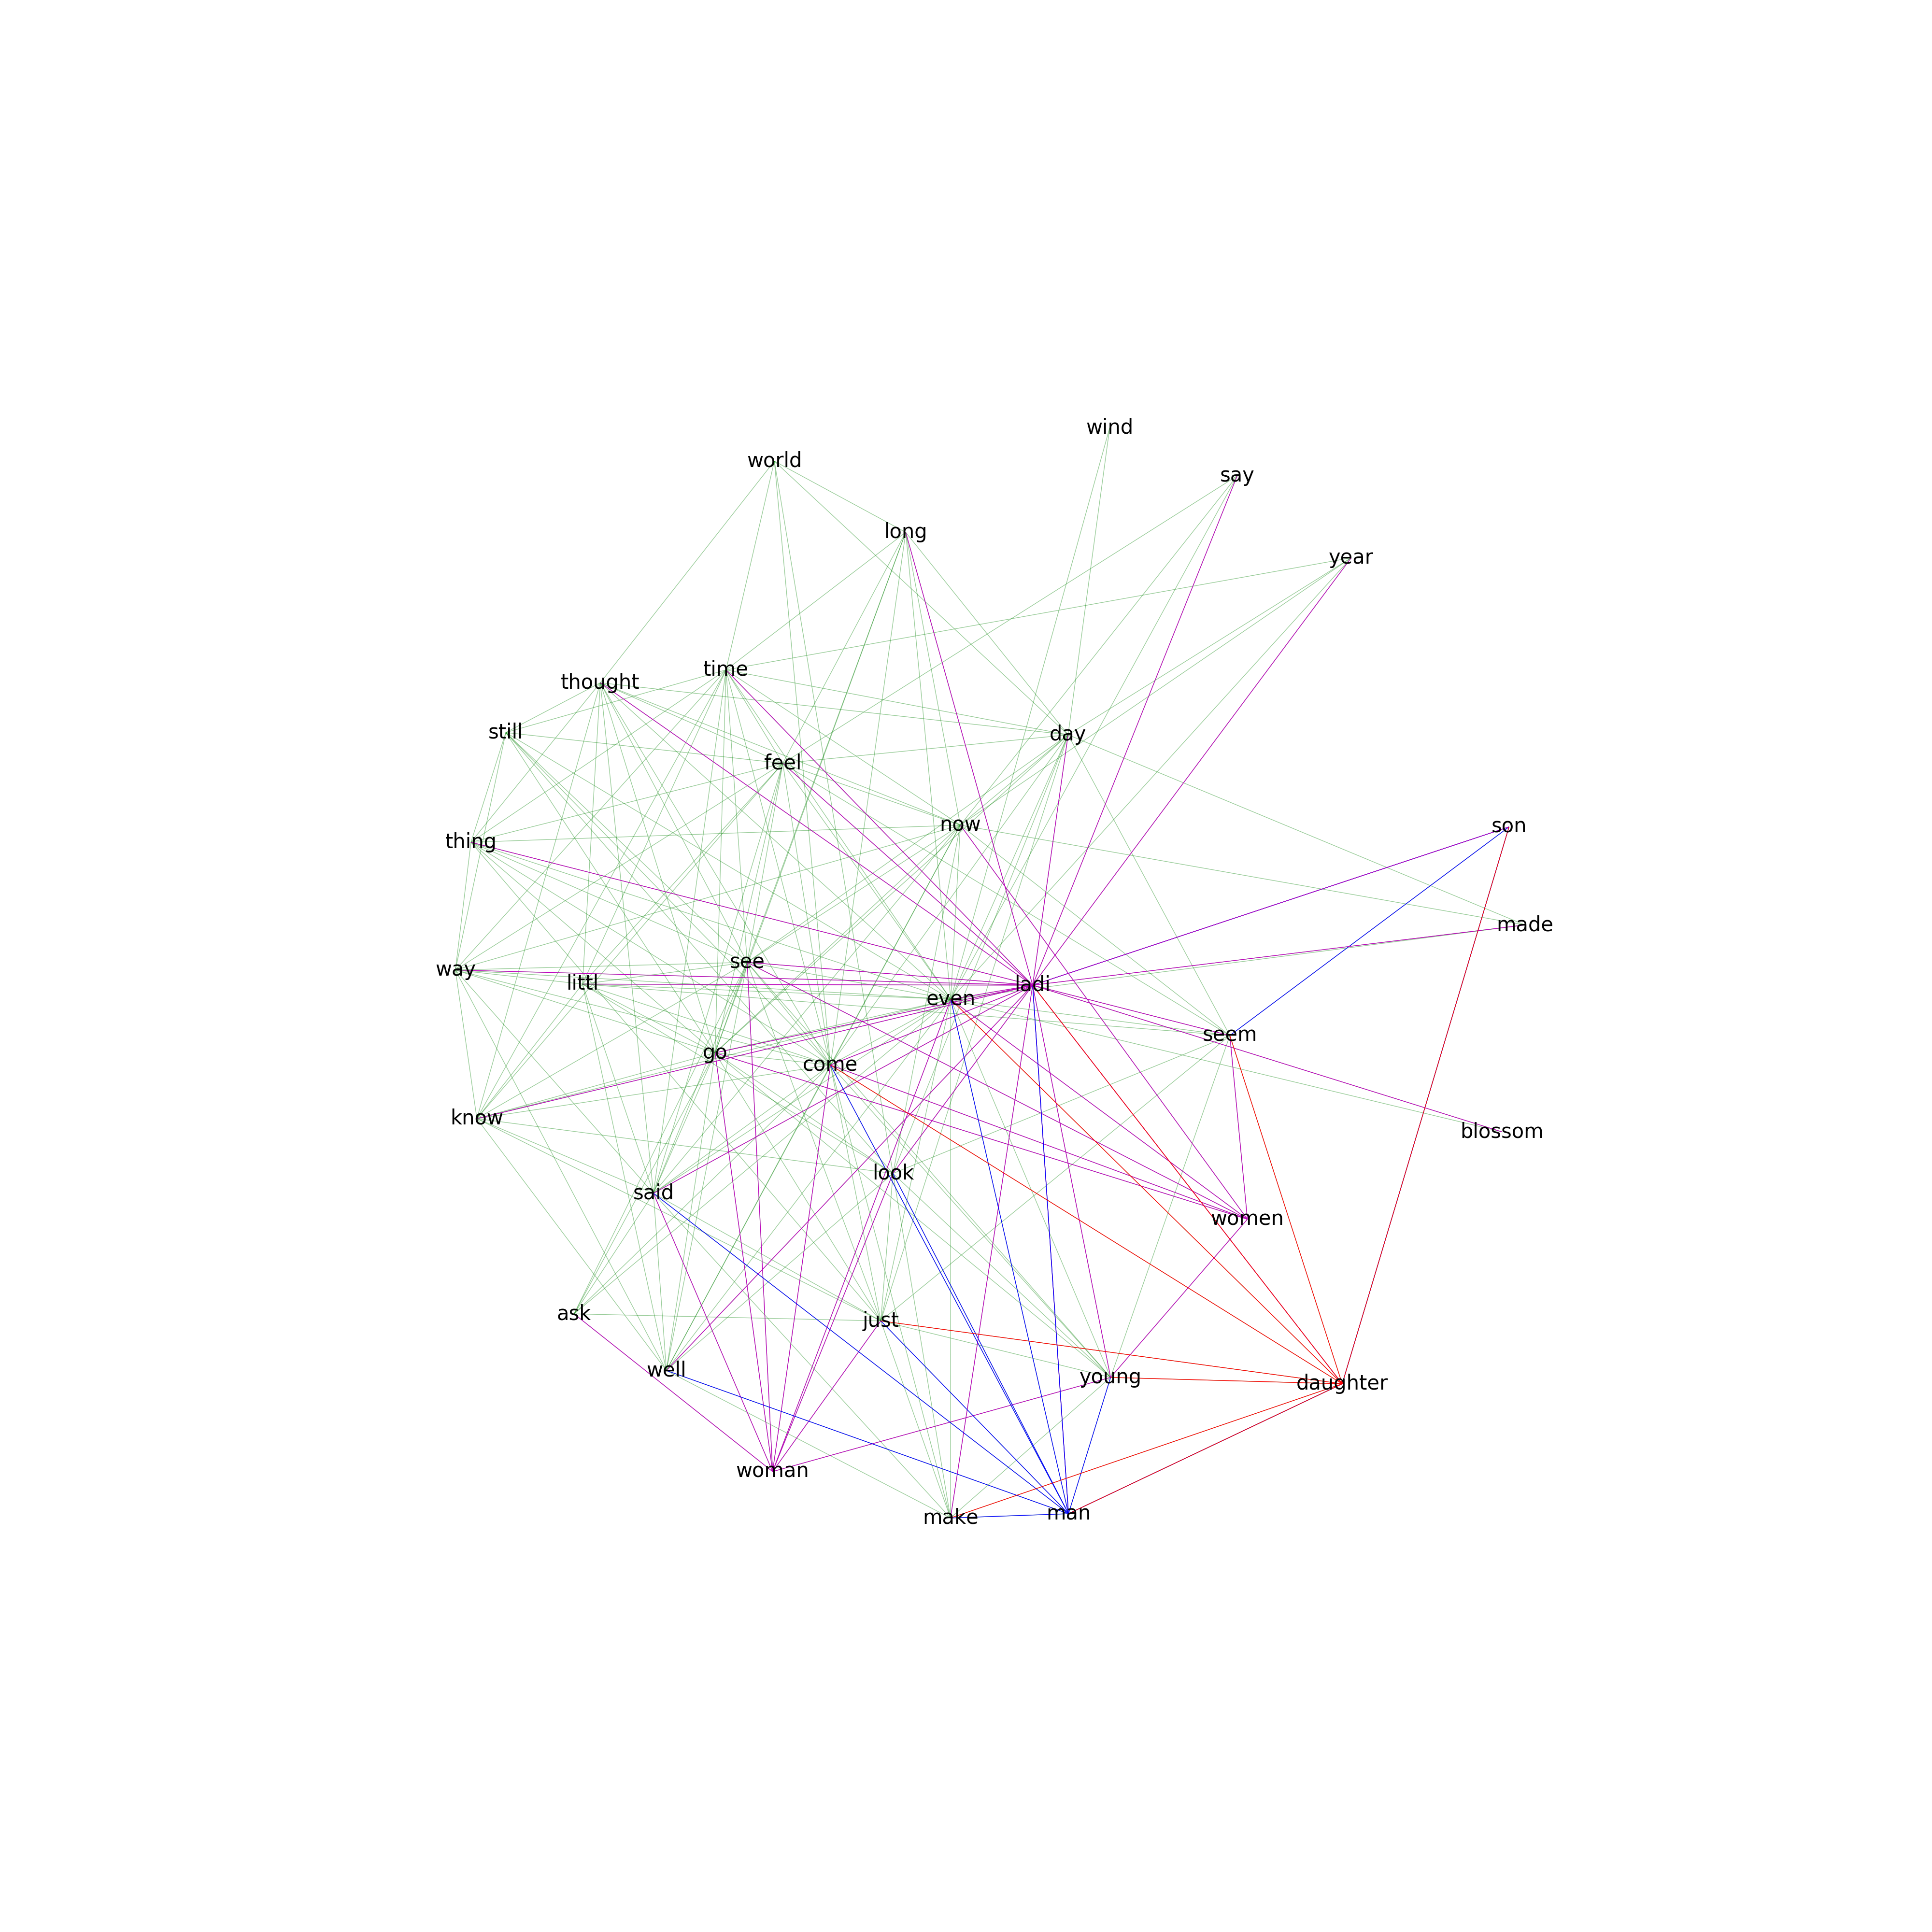 wind
world
say
long
year
time
thought
still
day
feel
now
son
thing
made
see
way
littl
ladi
even
seem
go
come
know
blossom
look
said
women
ask
just
well
young
daughter
woman
man
make